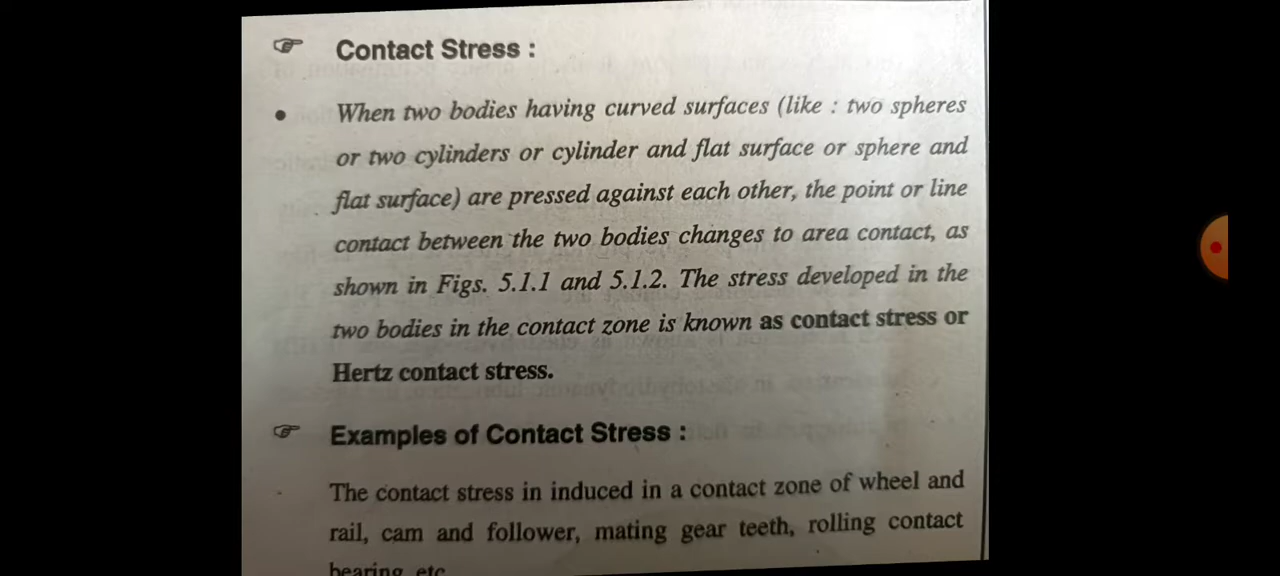 ☞ Contact Stress :
• When two bodies having curved surfaces (like : two spheres
or two cylinders or cylinder and flat surface or sphere and
flat surface) are pressed against each other, the point or line
contact between the two bodies changes to area contact, as
shown in Figs. 5.1.1 and 5.1.2. The stress developed in the
two bodies in the contact zone is known as contact stress or
Hertz contact stress.
☞ Examples of Contact Stress :
The contact stress in induced in a contact zone of wheel and
rail, cam and follower, mating gear teeth, rolling contact
bearing etc